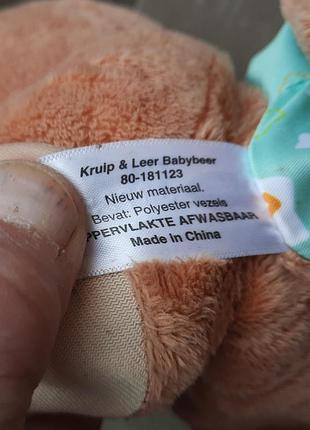 Kruip & Leer Babybeer
80-181123
Nieuw materiaal.
Bevat: Polyester vezels
PPERVLAKTE AFWASBAAR
Made in China